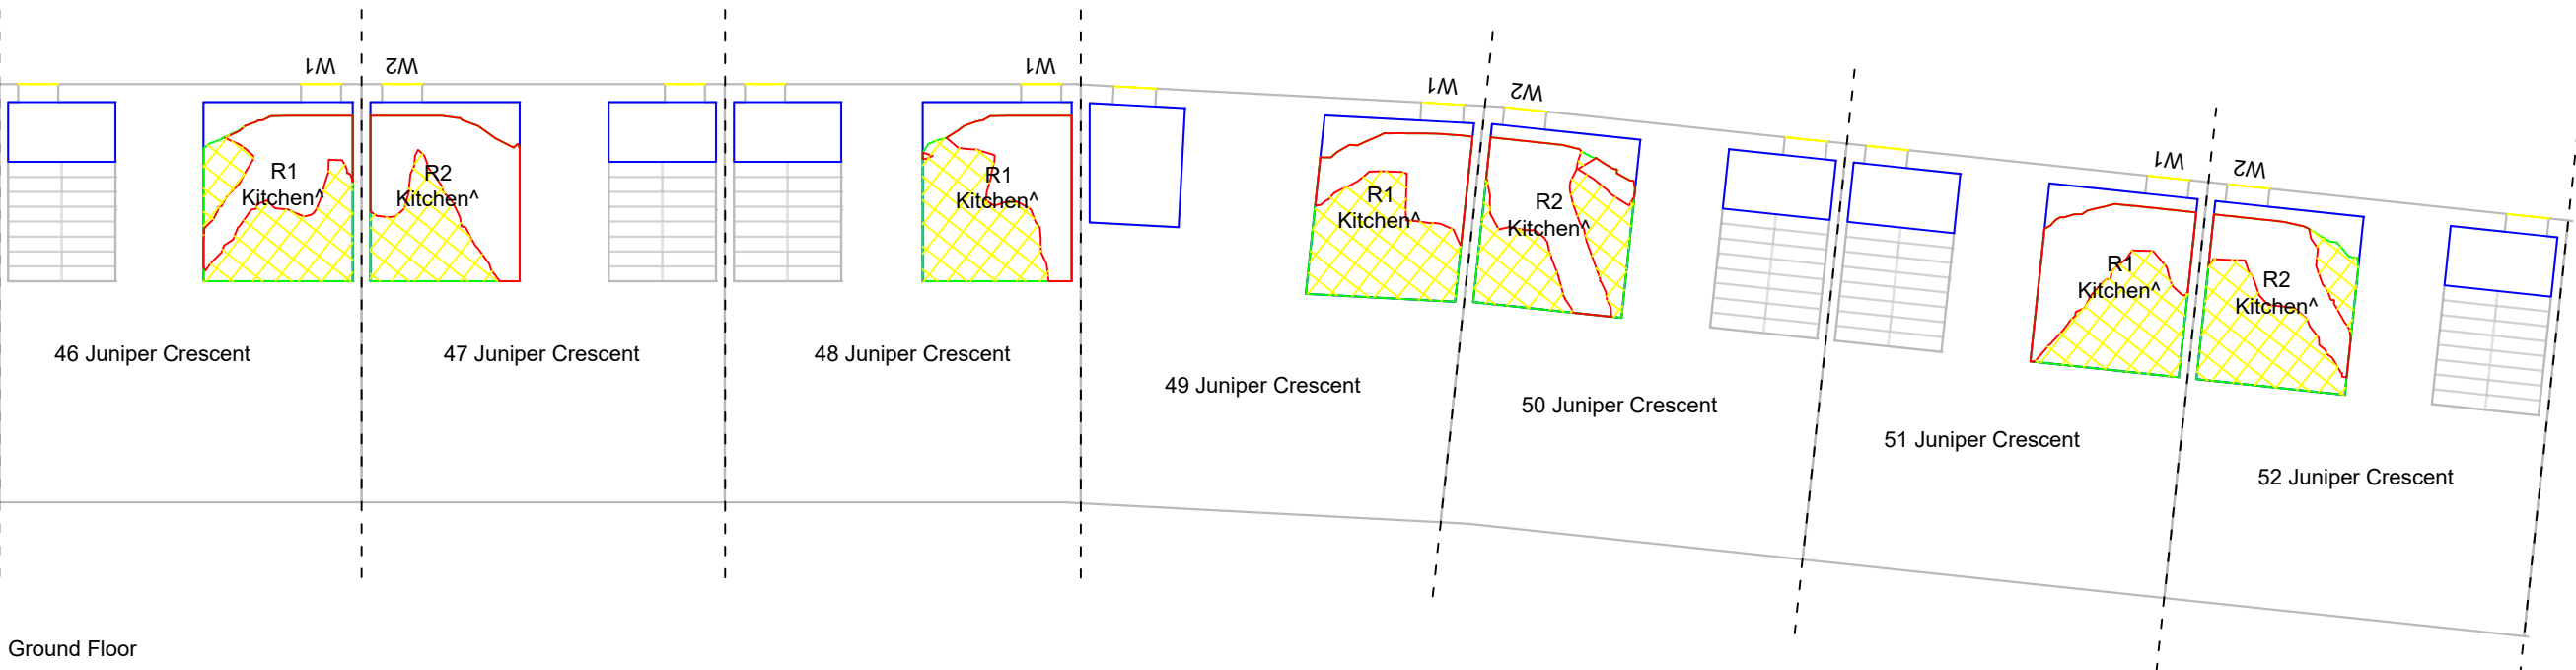 W1
W2
W1
W1
W2
W1
W2
R1
Kitchen^
R2
Kitchen^
R1
Kitchen^
R1
Kitchen^
R2
Kitchen^
R1
Kitchen^
R2
Kitchen^
46 Juniper Crescent
47 Juniper Crescent
48 Juniper Crescent
49 Juniper Crescent
50 Juniper Crescent
51 Juniper Crescent
52 Juniper Crescent
Ground Floor